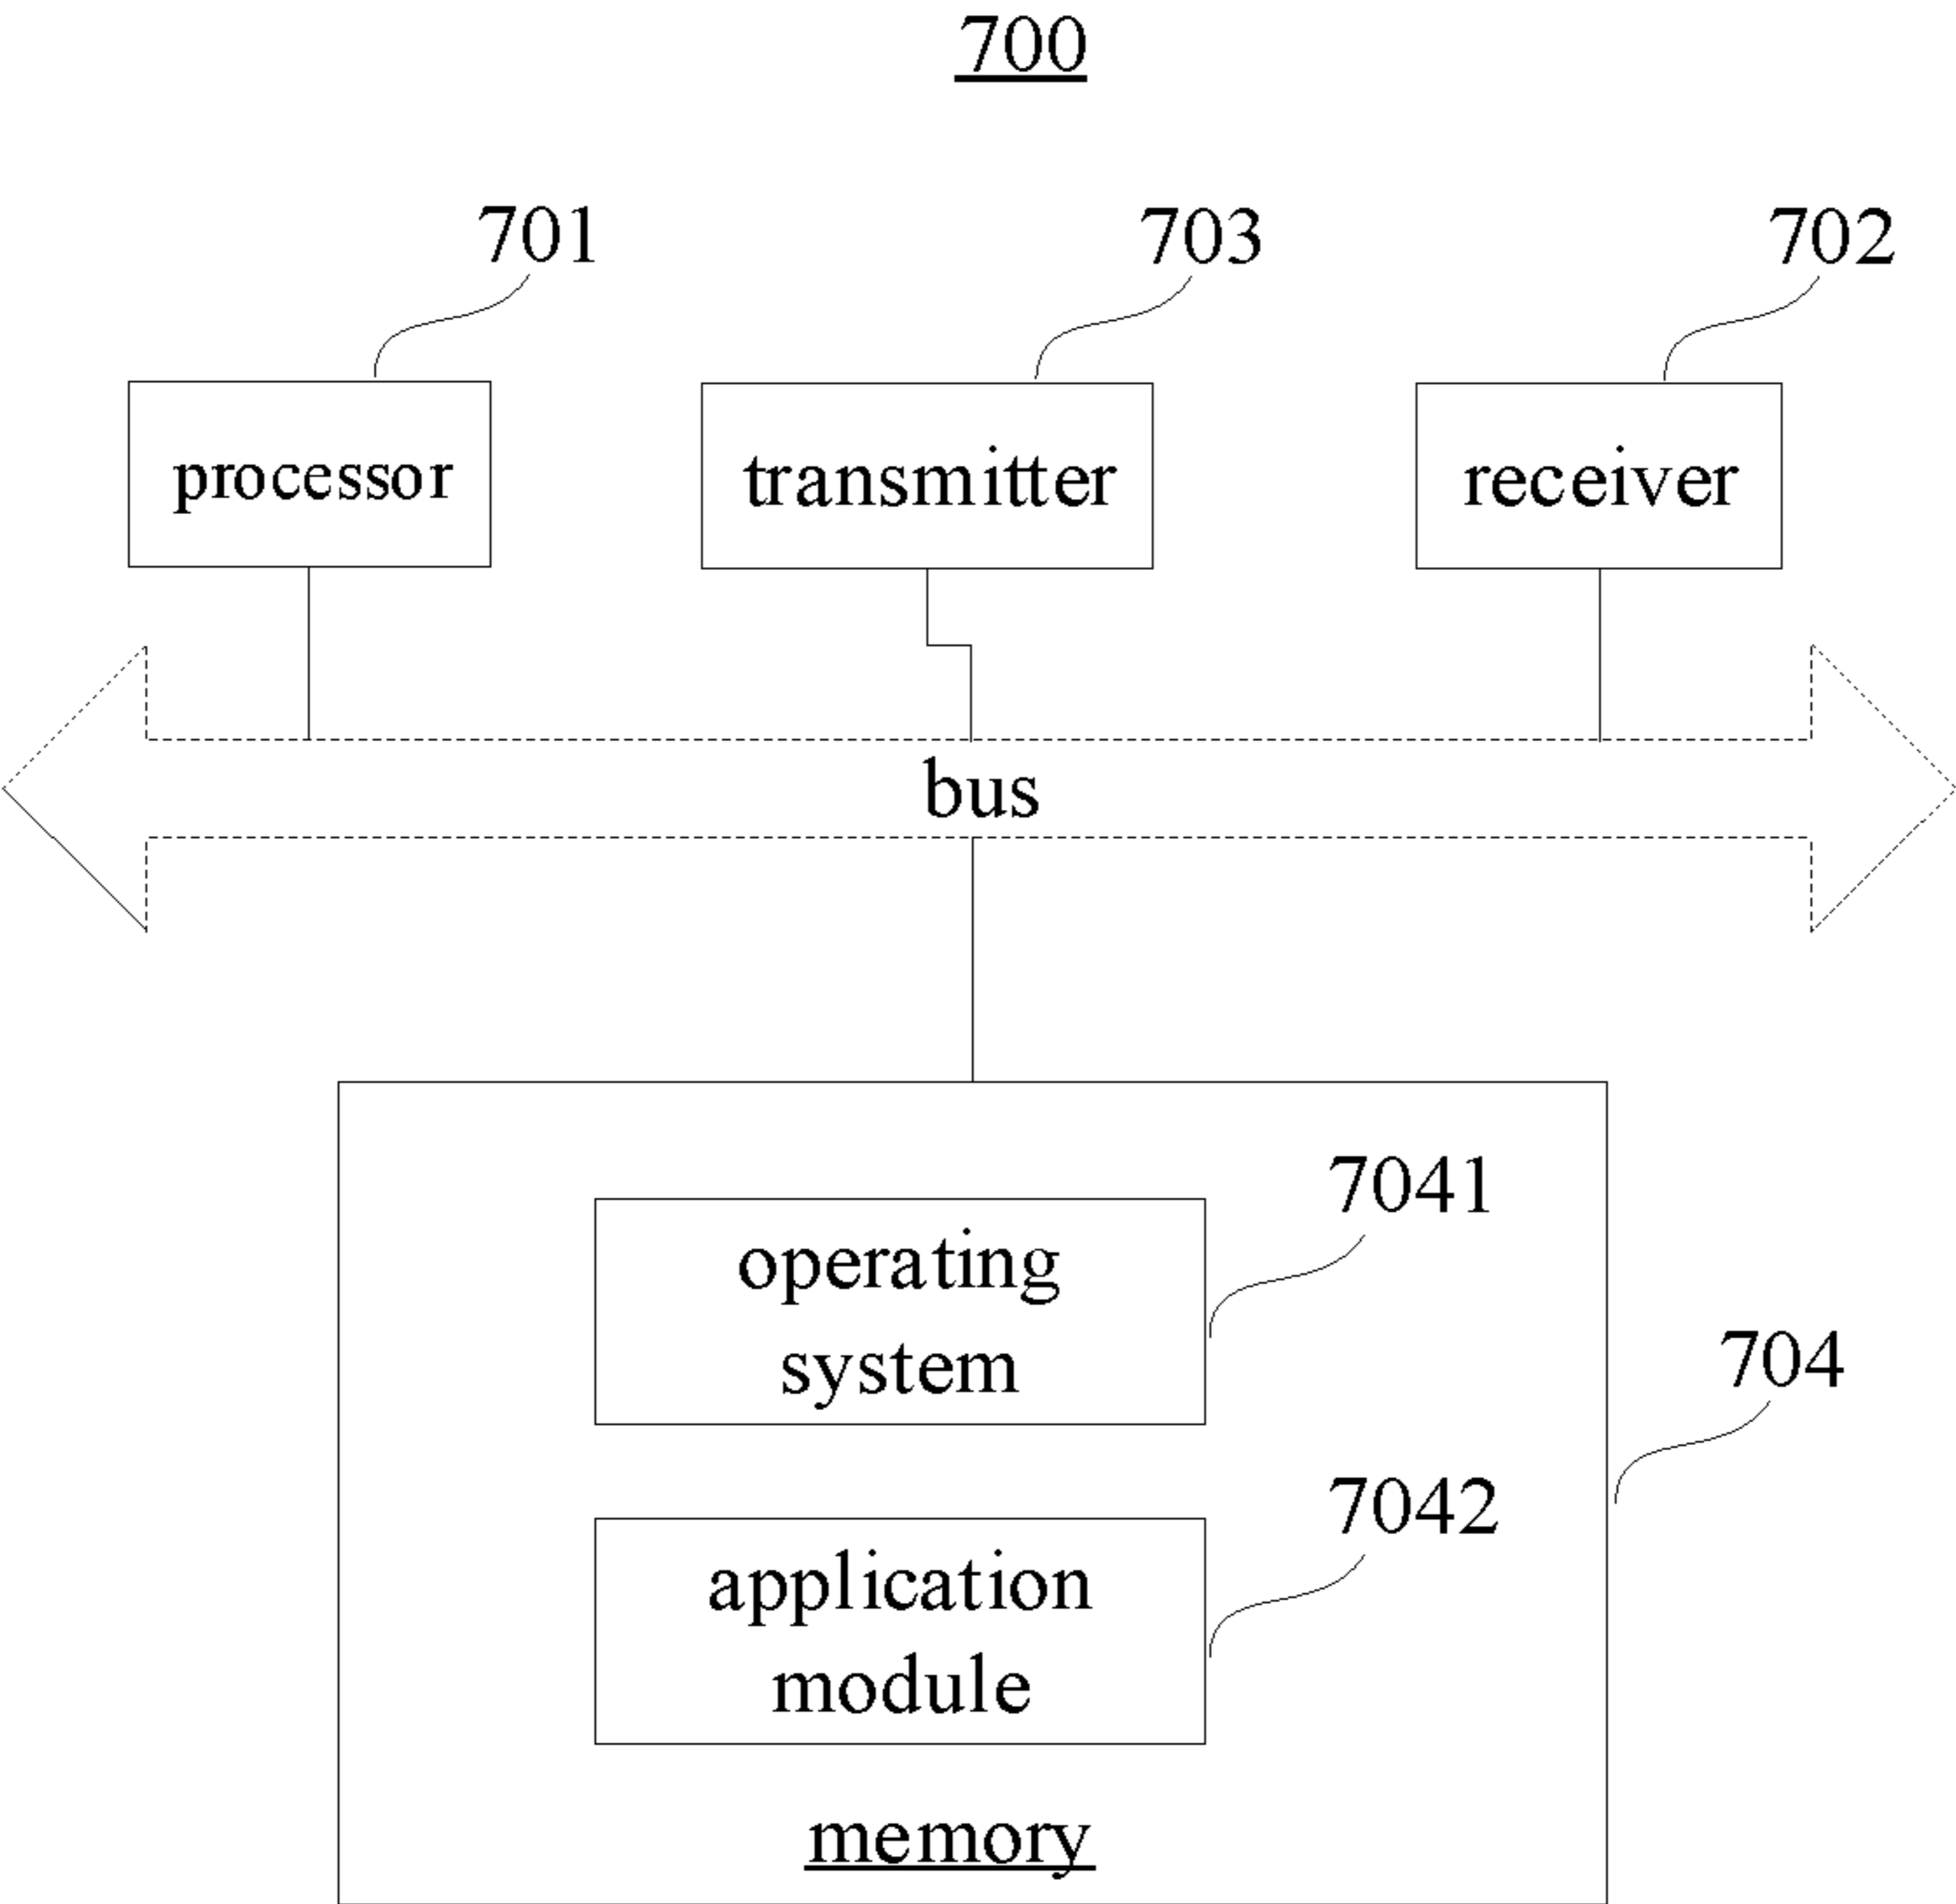 700
701
703
702
processor
transmitter
receiver
bus
7041
operating
system
704
7042
application
module
memory